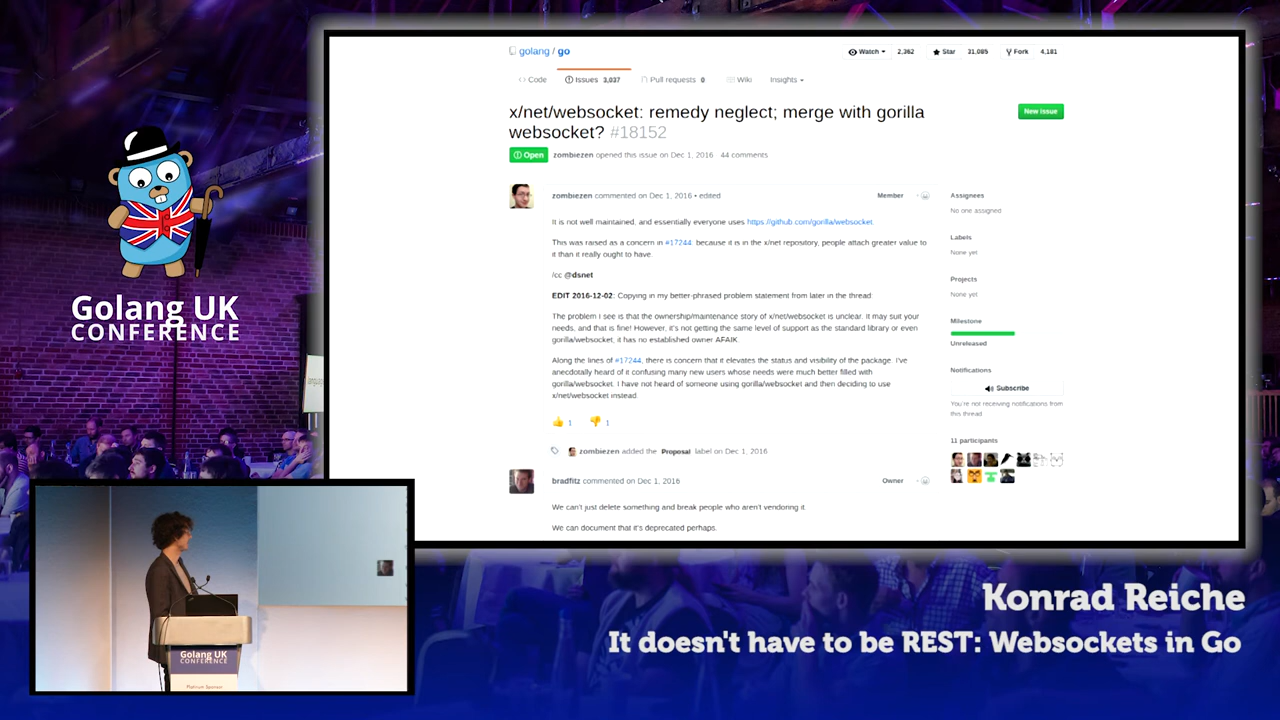 golang / go
Watch 2,362 Star 31,085 Fork 4,181
Code Issues 3,037 Pull requests 0 Wiki Insights
x/net/websocket: remedy neglect; merge with gorilla
websocket? #18152
New issue
Open zombiezen opened this issue on Dec 1, 2016 44 comments
zombiezen commented on Dec 1, 2016 • edited
Member
It is not well maintained, and essentially everyone uses https://github.com/gorilla/websocket.
This was raised as a concern in #17244. because it is in the x/net repository, people attach greater value to
it than it really ought to have.
/cc @dsnet
EDIT 2016-12-02: Copying in my better-phrased problem statement from later in the thread
The problem I see is that the ownership/maintenance story of x/net/websocket is unclear. It may suit your
needs, and that is fine! However, it's not getting the same level of support as the standard library or even
gorilla/websocket, it has no established owner AFAIK.
Along the lines of #17244, there is concern that it elevates the status and visibility of the package. I've
anecdotally heard of it confusing many new users whose needs were much better filled with
gorilla/websocket. I have not heard of someone using gorilla/websocket and then deciding to use
x/net/websocket instead.
1 1
zombiezen added the Proposal label on Dec 1, 2016
bradfitz commented on Dec 1, 2016
Owner
We can't just delete something and break people who aren't vendoring it
We can document that it's deprecated perhaps.
Assignees
No one assigned
Labels
None yet
Projects
None yet
Milestone
Unreleased
Notifications
Subscribe
You're not receiving notifications from
this thread
11 participants
Golang UK
CONFERENCE
language
Golang UK
CONFERENCE
Platinum Sponsor
Konrad Reiche
It doesn't have to be REST: Websockets in Go